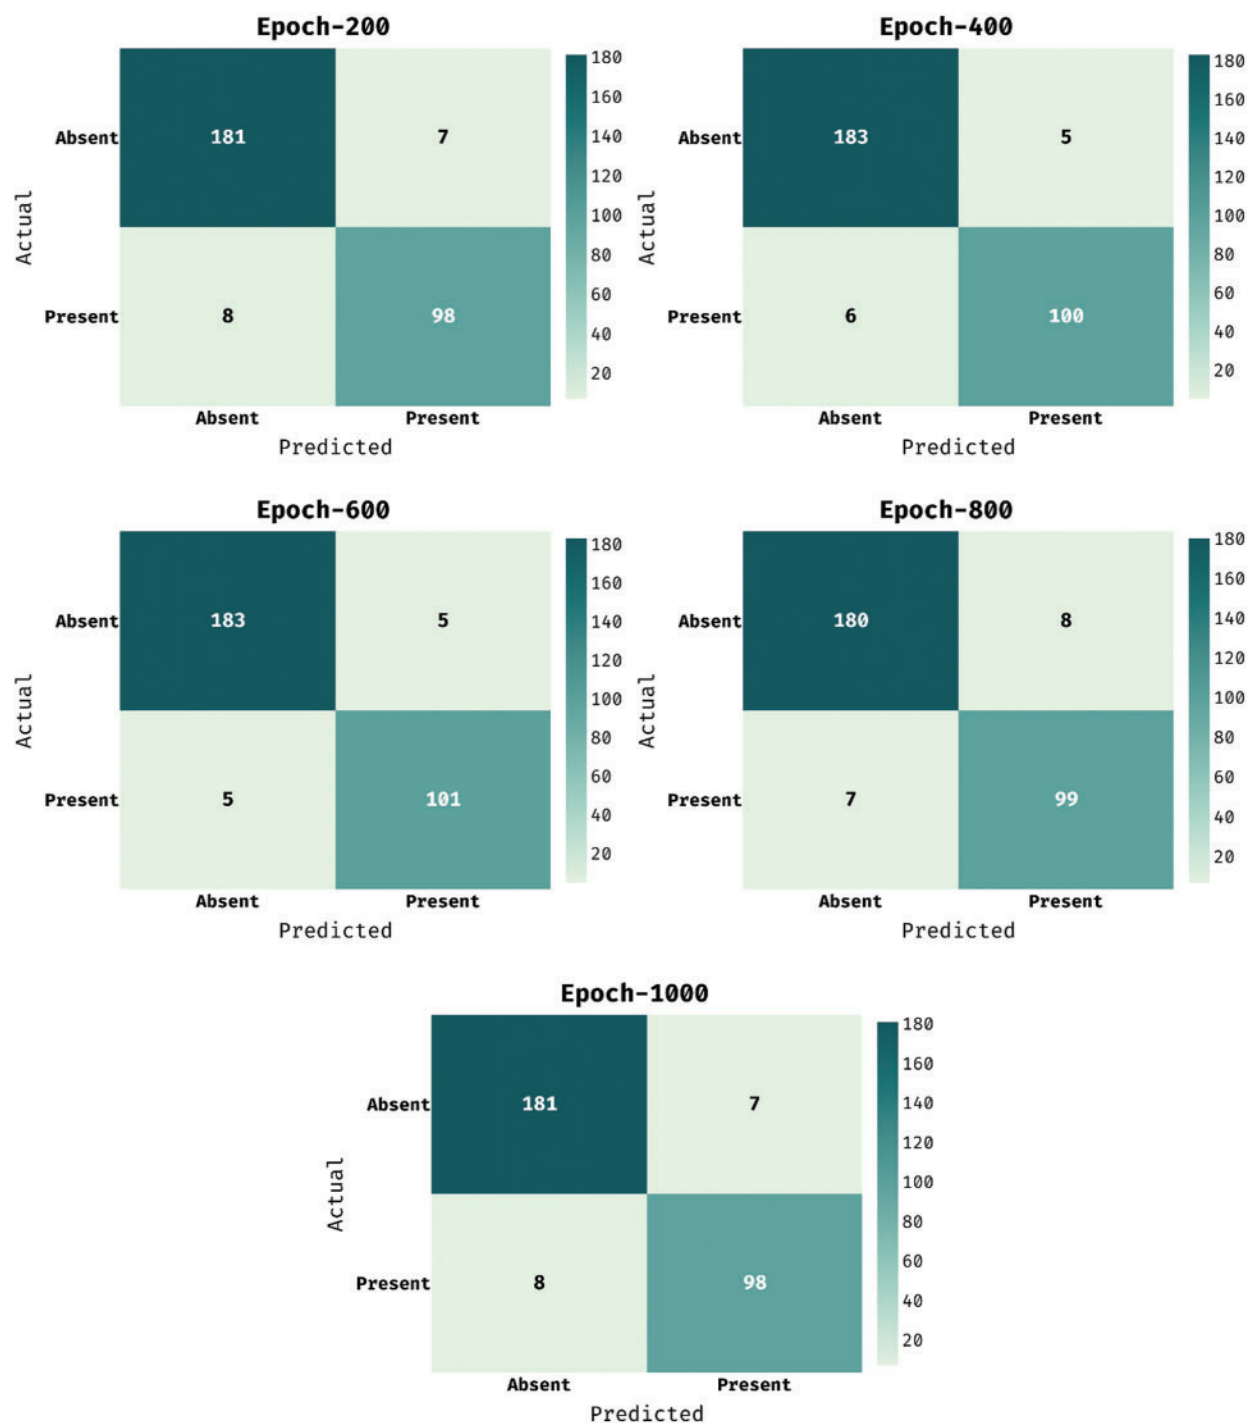 Epoch-200
Absent 181 7
Present 8 98
Absent Present
Predicted
Actual
180
160
140
120
100
80
60
40
20
Epoch-400
Absent 183 5
Present 6 100
Absent Present
Predicted
Actual
180
160
140
120
100
80
60
40
20
Epoch-600
Absent 183 5
Present 5 101
Absent Present
Predicted
Actual
180
160
140
120
100
80
60
40
20
Epoch-800
Absent 180 8
Present 7 99
Absent Present
Predicted
Actual
180
160
140
120
100
80
60
40
20
Epoch-1000
Absent 181 7
Present 8 98
Absent Present
Predicted
Actual
180
160
140
120
100
80
60
40
20